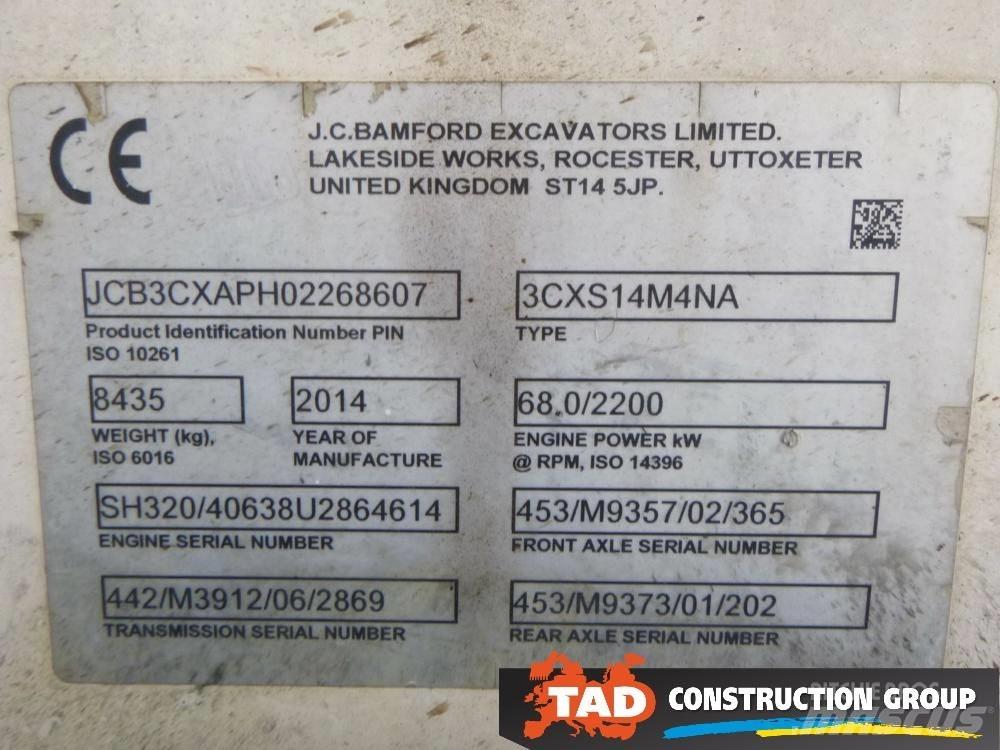 CE
J.C.BAMFORD EXCAVATORS LIMITED.
LAKESIDE WORKS, ROCESTER, UTTOXETER
UNITED KINGDOM ST14 5JP.
JCB3CXAPH02268607
Product Identification Number PIN
ISO 10261
3CXS14M4NA
TYPE
8435
WEIGHT (kg),
ISO 6016
2014
YEAR OF
MANUFACTURE
68.0/2200
ENGINE POWER kW
@ RPM, ISO 14396
SH320/40638U2864614
ENGINE SERIAL NUMBER
453/M9357/02/365
FRONT AXLE SERIAL NUMBER
442/M3912/06/2869
TRANSMISSION SERIAL NUMBER
453/M9373/01/202
REAR AXLE SERIAL NUMBER
TAD CONSTRUCTION GROUP
RITCHIE BROS
MASCUS